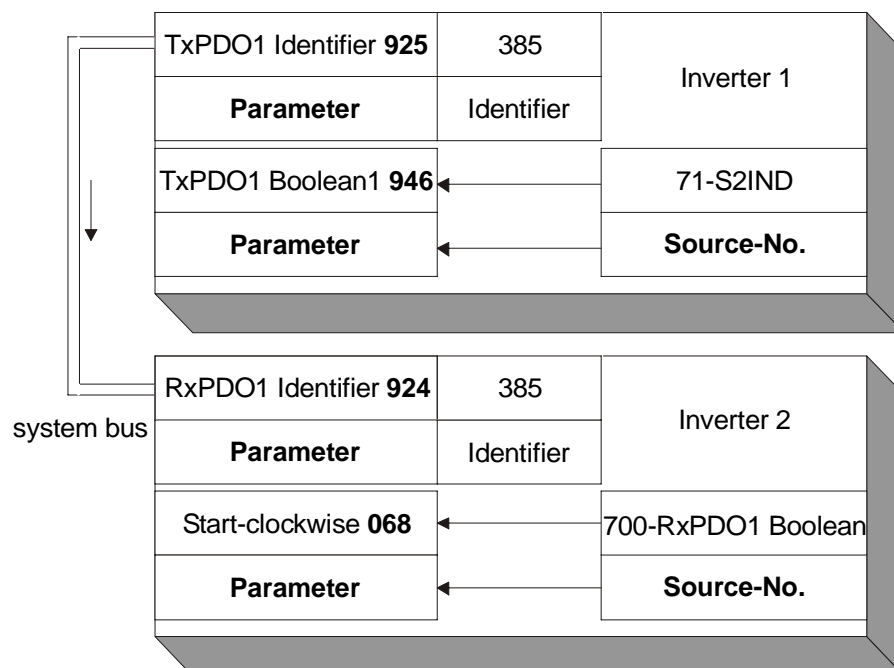 TxPDO1 Identifier 925
385
Inverter 1
Parameter
Identifier
TxPDO1 Boolean1 946
71-S2IND
Parameter
Source-No.
RxPDO1 Identifier 924
385
Inverter 2
system bus
Parameter
Identifier
Start-clockwise 068
700-RxPDO1 Boolean
Parameter
Source-No.